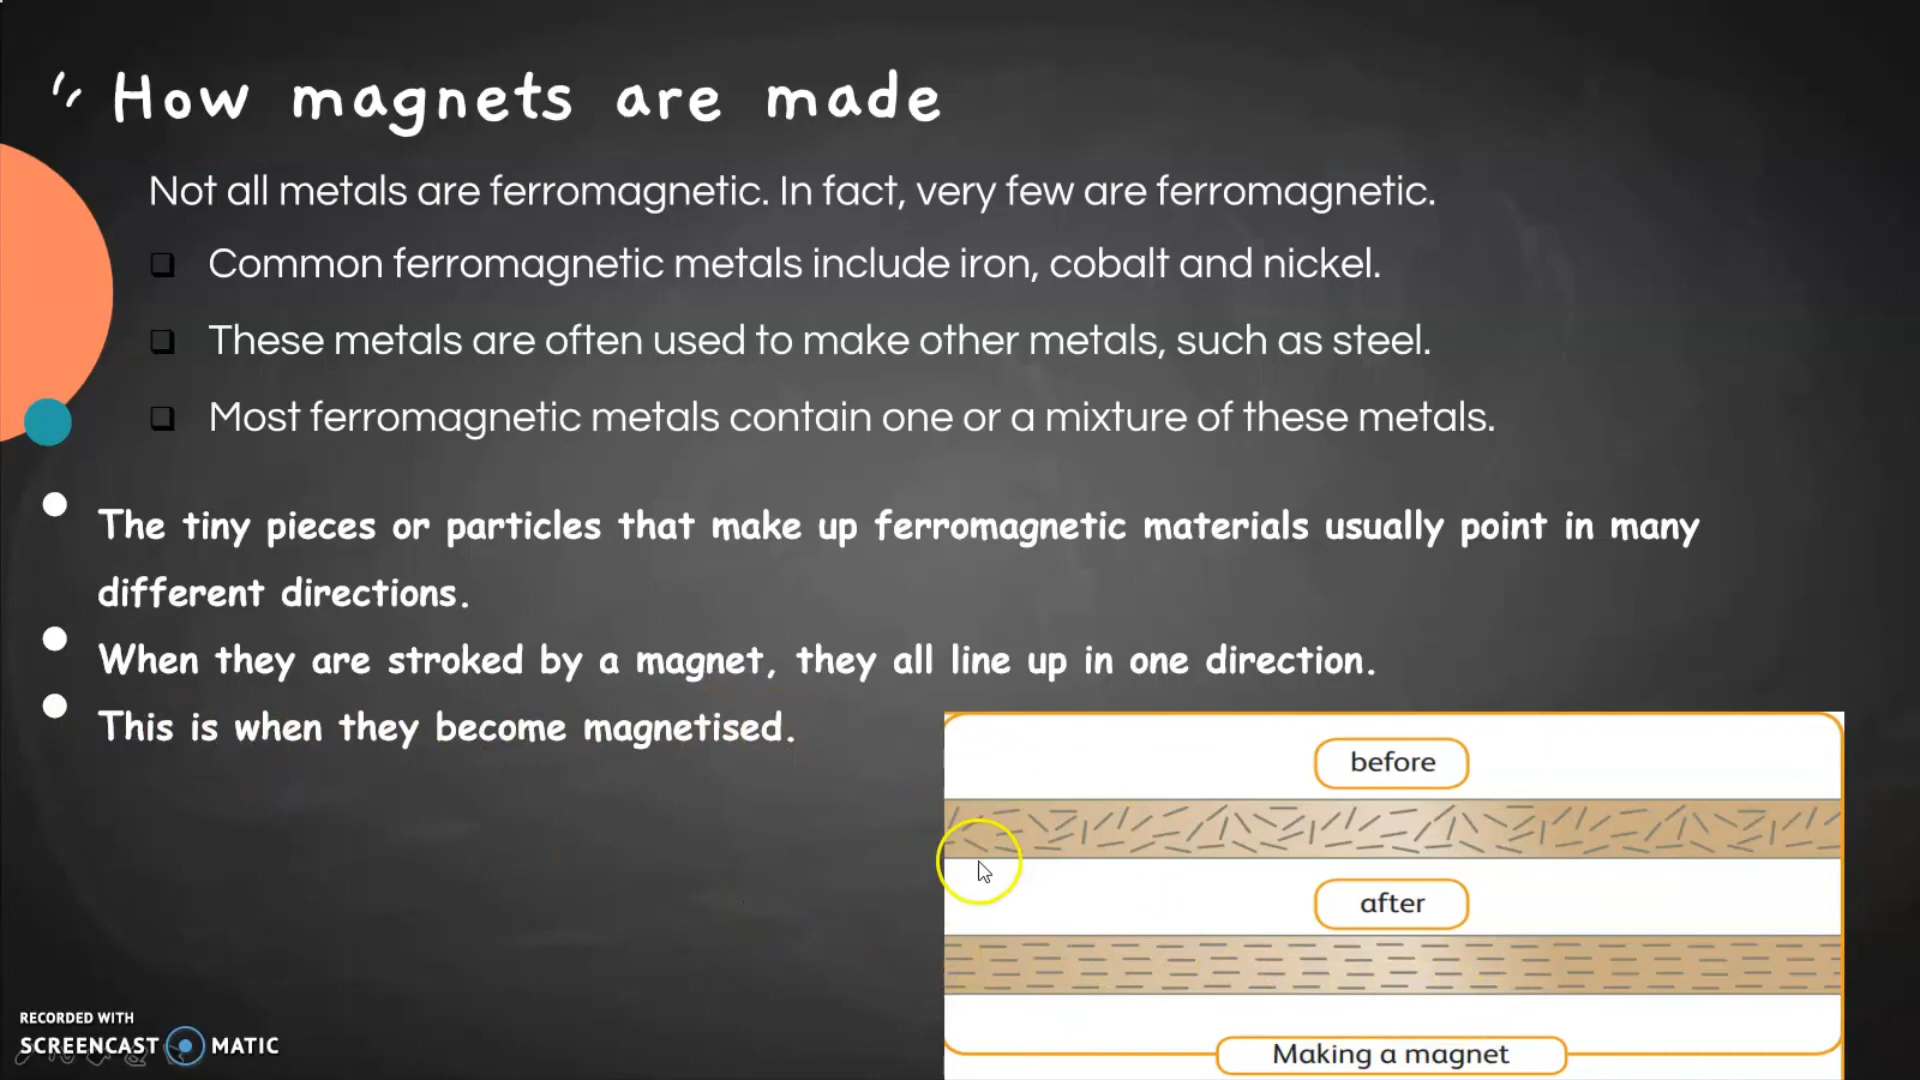 How magnets are made
Not all metals are ferromagnetic. In fact, very few are ferromagnetic.
Common ferromagnetic metals include iron, cobalt and nickel.
These metals are often used to make other metals, such as steel.
Most ferromagnetic metals contain one or a mixture of these metals.
The tiny pieces or particles that make up ferromagnetic materials usually point in many
different directions.
When they are stroked by a magnet, they all line up in one direction.
This is when they become magnetised.
before
after
Making a magnet
RECORDED WITH
SCREENCAST MATIC